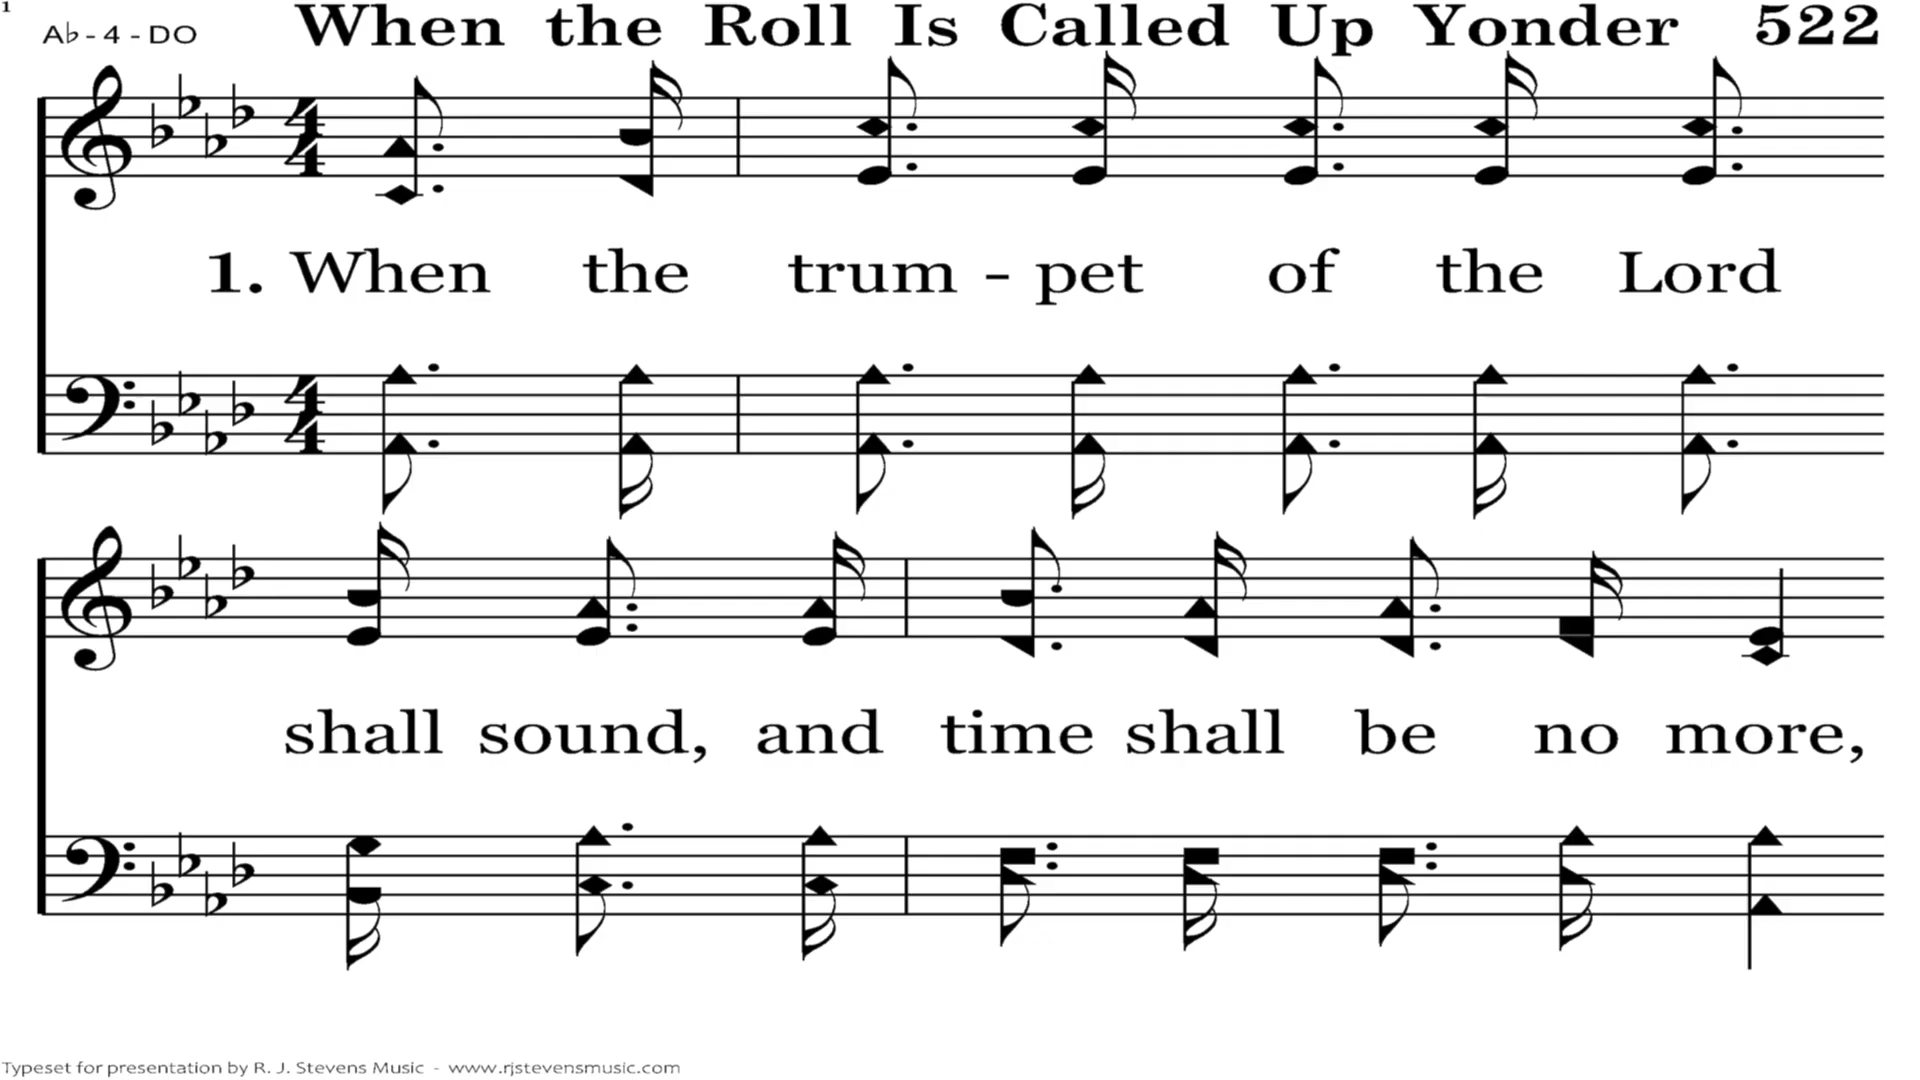 1
A♭ - 4 - DO When the Roll Is Called Up Yonder 522
1. When the trum - pet of the Lord
shall sound, and time shall be no more,
Typeset for presentation by R. J. Stevens Music - www.rjstevensmusic.com